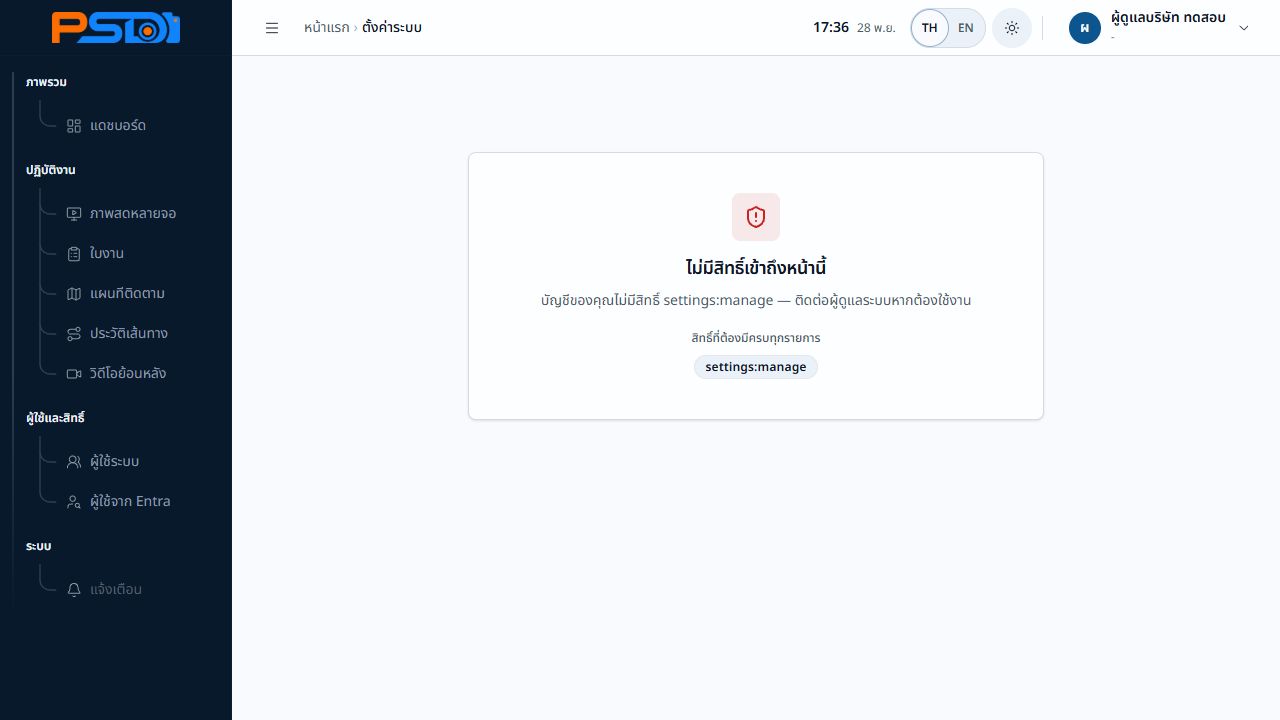 PSD
หน้าแรก › ตั้งค่าระบบ
17:36 28 พ.ย.
TH EN
ผ
ผู้ดูแลบริษัท ทดสอบ
-
ภาพรวม
แดชบอร์ด
ปฏิบัติงาน
ภาพสดหลายจอ
ใบงาน
แผนที่ติดตาม
ประวัติเส้นทาง
วิดีโอย้อนหลัง
ผู้ใช้และสิทธิ์
ผู้ใช้ระบบ
ผู้ใช้จาก Entra
ระบบ
แจ้งเตือน
ไม่มีสิทธิ์เข้าถึงหน้านี้
บัญชีของคุณไม่มีสิทธิ์ settings:manage — ติดต่อผู้ดูแลระบบหากต้องใช้งาน
สิทธิ์ที่ต้องมีครบทุกรายการ
settings:manage